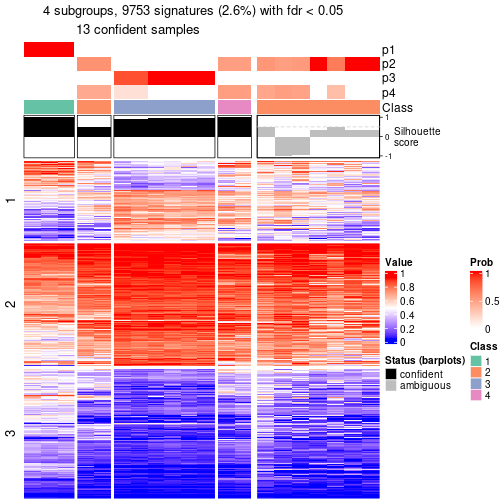 4 subgroups, 9753 signatures (2.6%) with fdr < 0.05
13 confident samples
p1
p2
p3
p4
Class
1
0
-1
Silhouette
score
1
2
3
Value
1
0.8
0.6
0.4
0.2
0
Prob
1
0.5
0
Status (barplots)
confident
ambiguous
Class
1
2
3
4